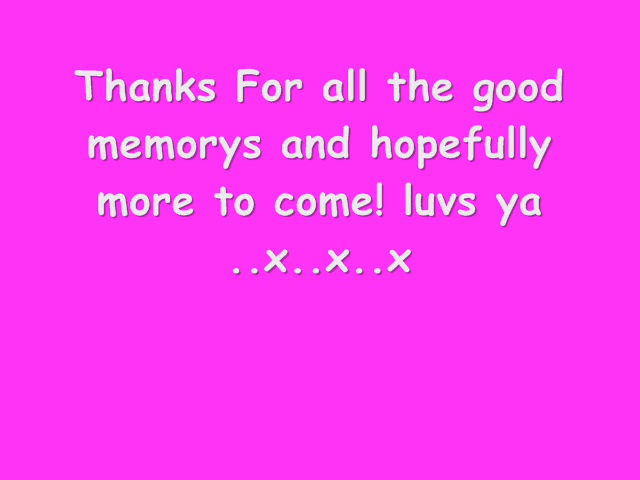 Thanks For all the good
memorys and hopefully
more to come! luvs ya
..x..x..x